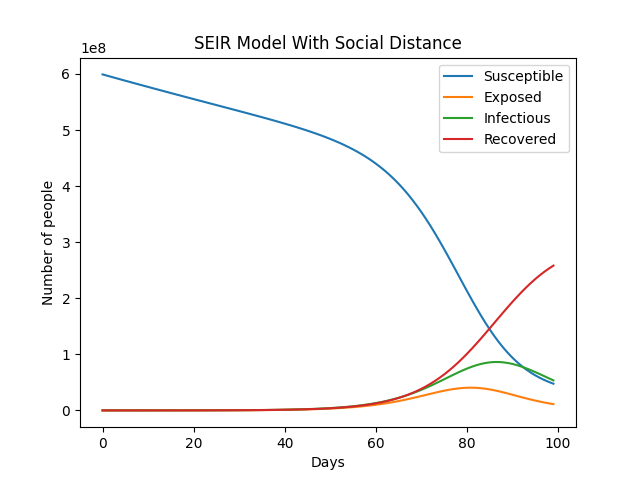 SEIR Model With Social Distance
1e8
Susceptible
Exposed
Infectious
Recovered
6
5
4
3
2
1
0
Number of people
0 20 40 60 80 100
Days